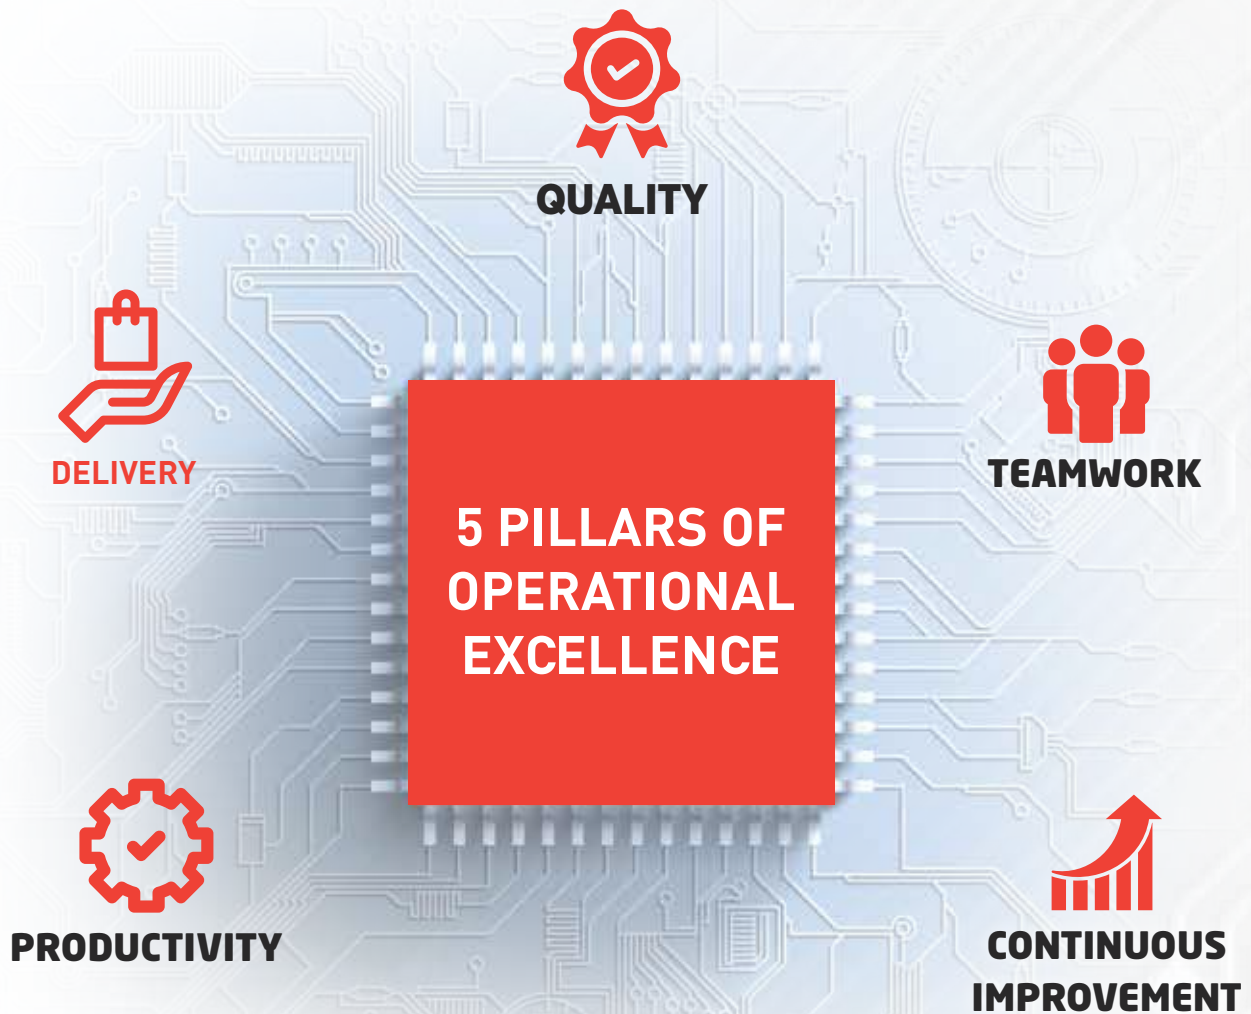 QUALITY
DELIVERY
TEAMWORK
5 PILLARS OF
OPERATIONAL
EXCELLENCE
PRODUCTIVITY
CONTINUOUS
IMPROVEMENT